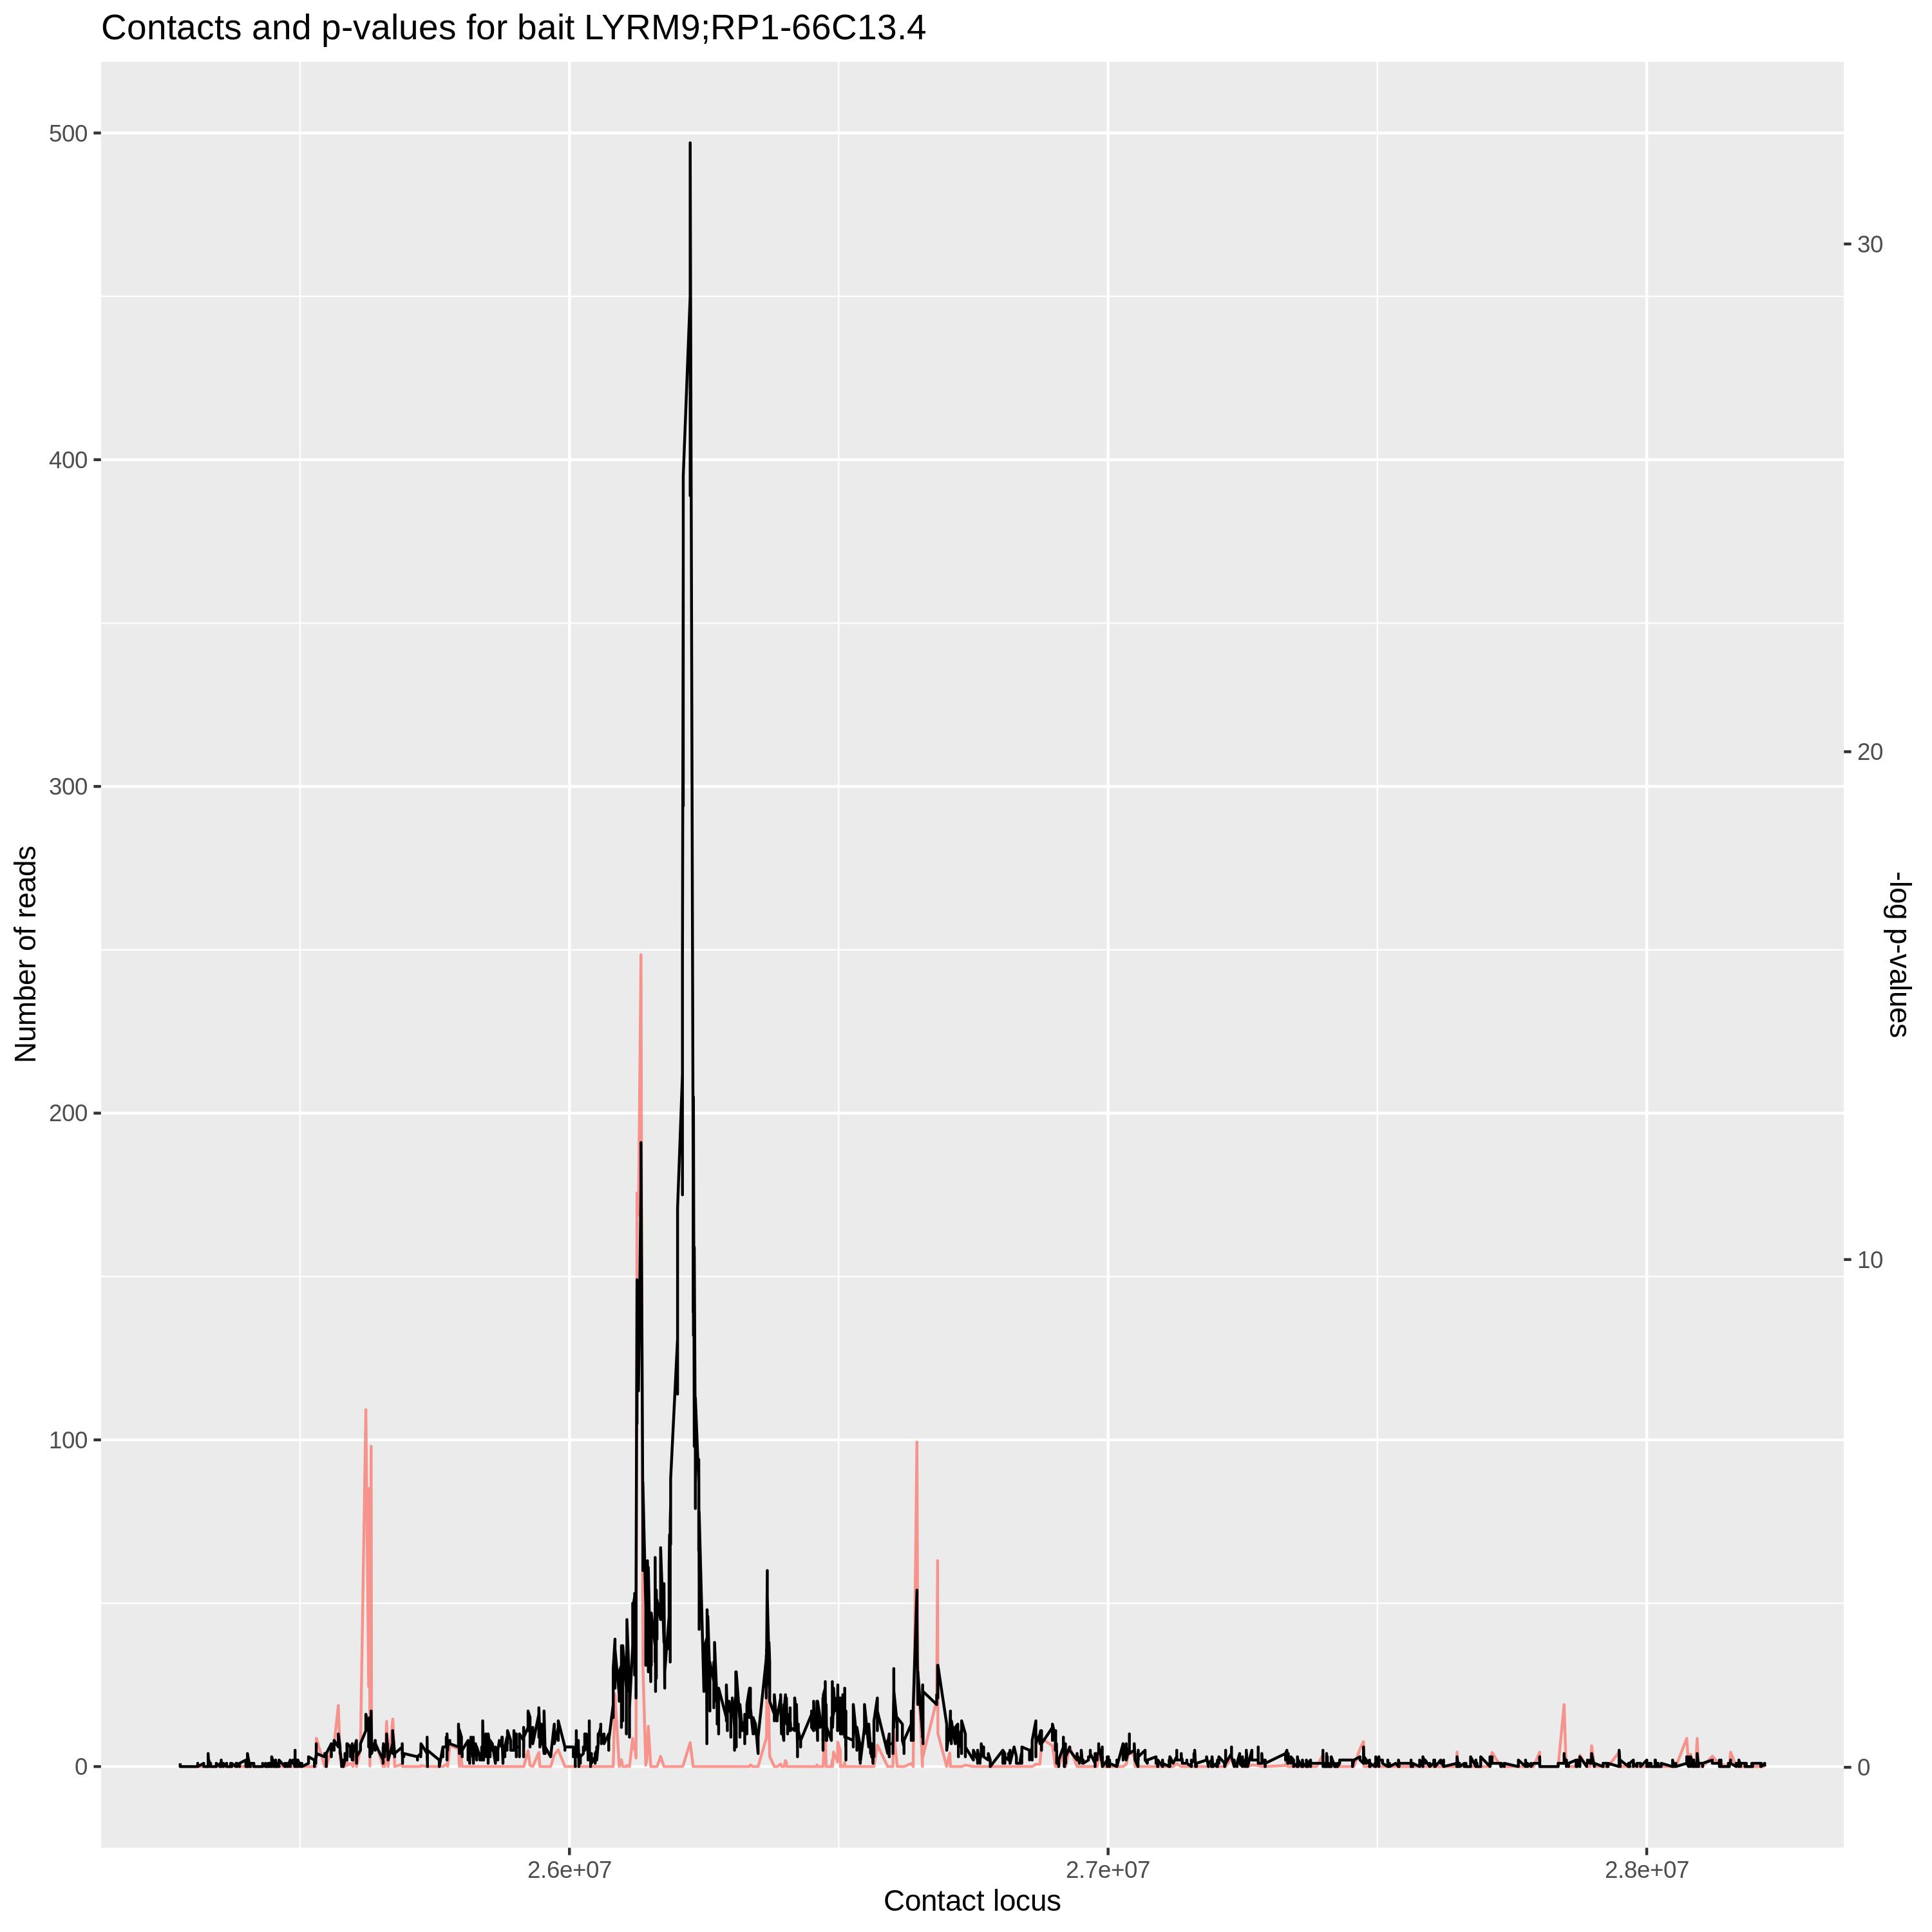 Contacts and p-values for bait LYRM9;RP1-66C13.4
500
400
300
200
100
0
Number of reads
30
20
10
0
-log p-values
2.6e+07
2.7e+07
2.8e+07
Contact locus